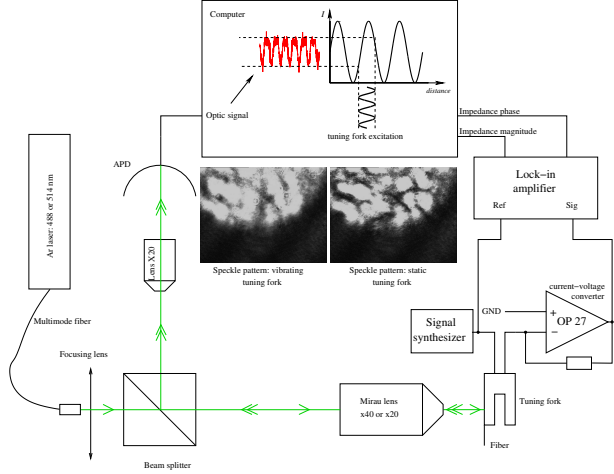 Computer
I
distance
Optic signal
tuning fork excitation
Impedance phase
Impedance magnitude
APD
Lock-in
amplifier
Ref
Sig
Ar laser: 488 or 514 nm
Lens X20
Speckle pattern: vibrating
tuning fork
Speckle pattern: static
tuning fork
current-voltage
converter
GND
+
OP 27
-
Signal
synthesizer
Multimode fiber
Focusing lens
Mirau lens
x40 or x20
Tuning fork
Fiber
Beam splitter